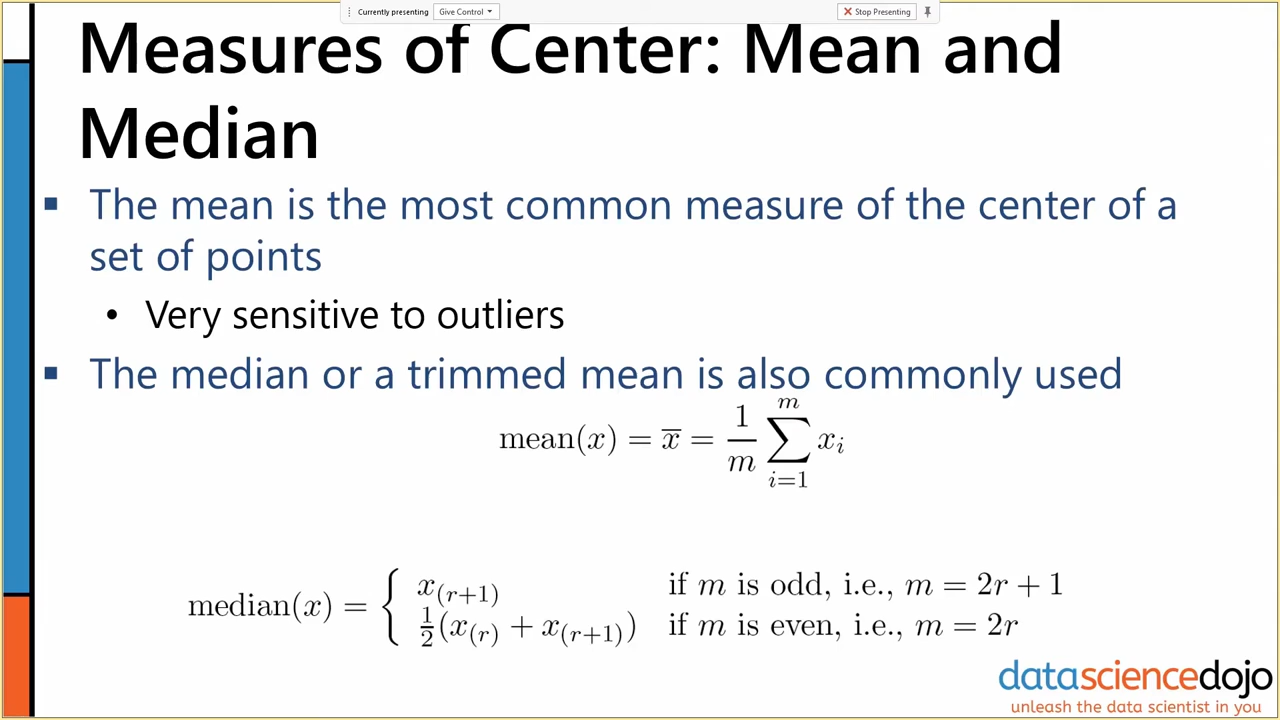 Currently presenting Give Control Stop Presenting
Measures of Center: Mean and
Median
▪ The mean is the most common measure of the center of a
set of points
• Very sensitive to outliers
▪ The median or a trimmed mean is also commonly used
mean(x) = x̅ = 1/m ∑_{i=1}^{m} x_i
median(x) = { x_{(r+1)} if m is odd, i.e., m = 2r + 1
½(x_{(r)} + x_{(r+1)}) if m is even, i.e., m = 2r
datasciencedojo
unleash the data scientist in you